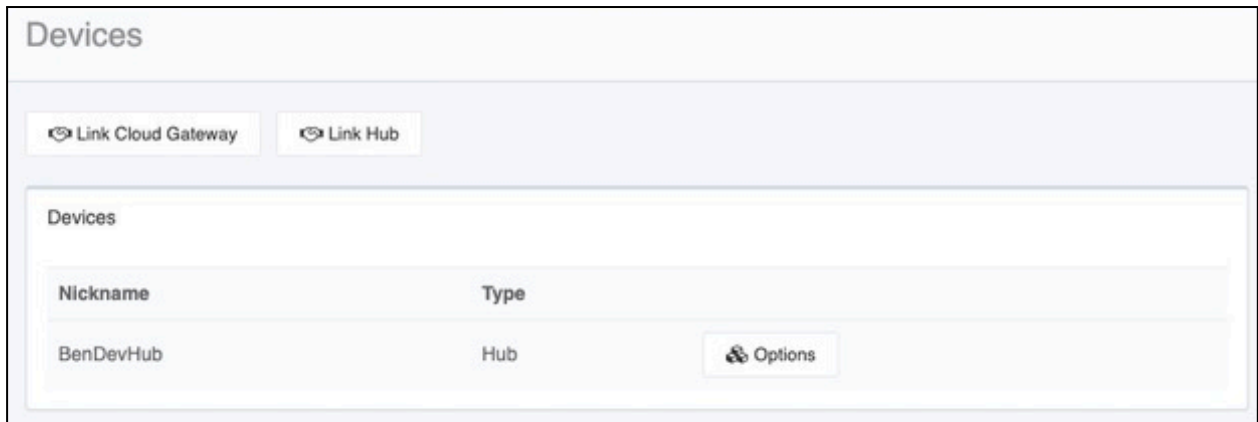 Devices
Link Cloud Gateway Link Hub
Devices
Nickname Type
BenDevHub Hub Options